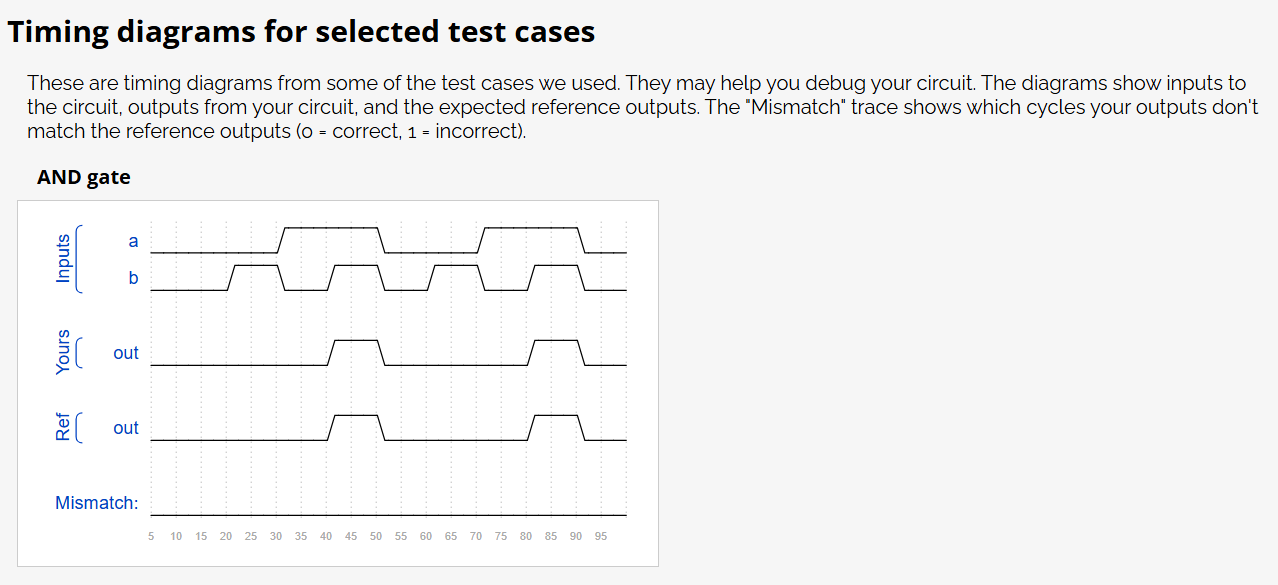 Timing diagrams for selected test cases
These are timing diagrams from some of the test cases we used. They may help you debug your circuit. The diagrams show inputs to
the circuit, outputs from your circuit, and the expected reference outputs. The "Mismatch" trace shows which cycles your outputs don't
match the reference outputs (0 = correct, 1 = incorrect).
AND gate
Inputs
a
b
Yours
out
Ref
out
Mismatch:
5 10 15 20 25 30 35 40 45 50 55 60 65 70 75 80 85 90 95